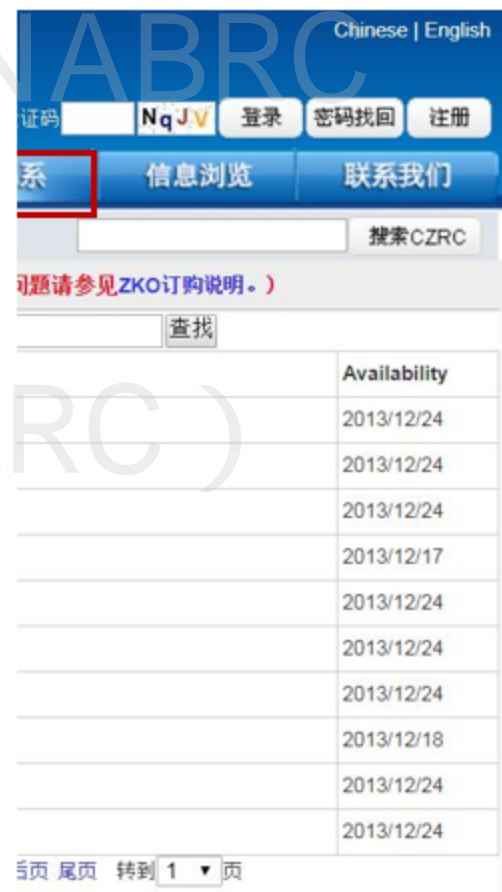 Chinese | English
证码 NqJV 登录 密码找回 注册
系 信息浏览 联系我们
搜索CZRC
问题请参见ZKO订购说明。)
查找
Availability
2013/12/24
2013/12/24
2013/12/24
2013/12/17
2013/12/24
2013/12/24
2013/12/24
2013/12/18
2013/12/24
2013/12/24
后页 尾页 转到 1 页
NABRC
RC)